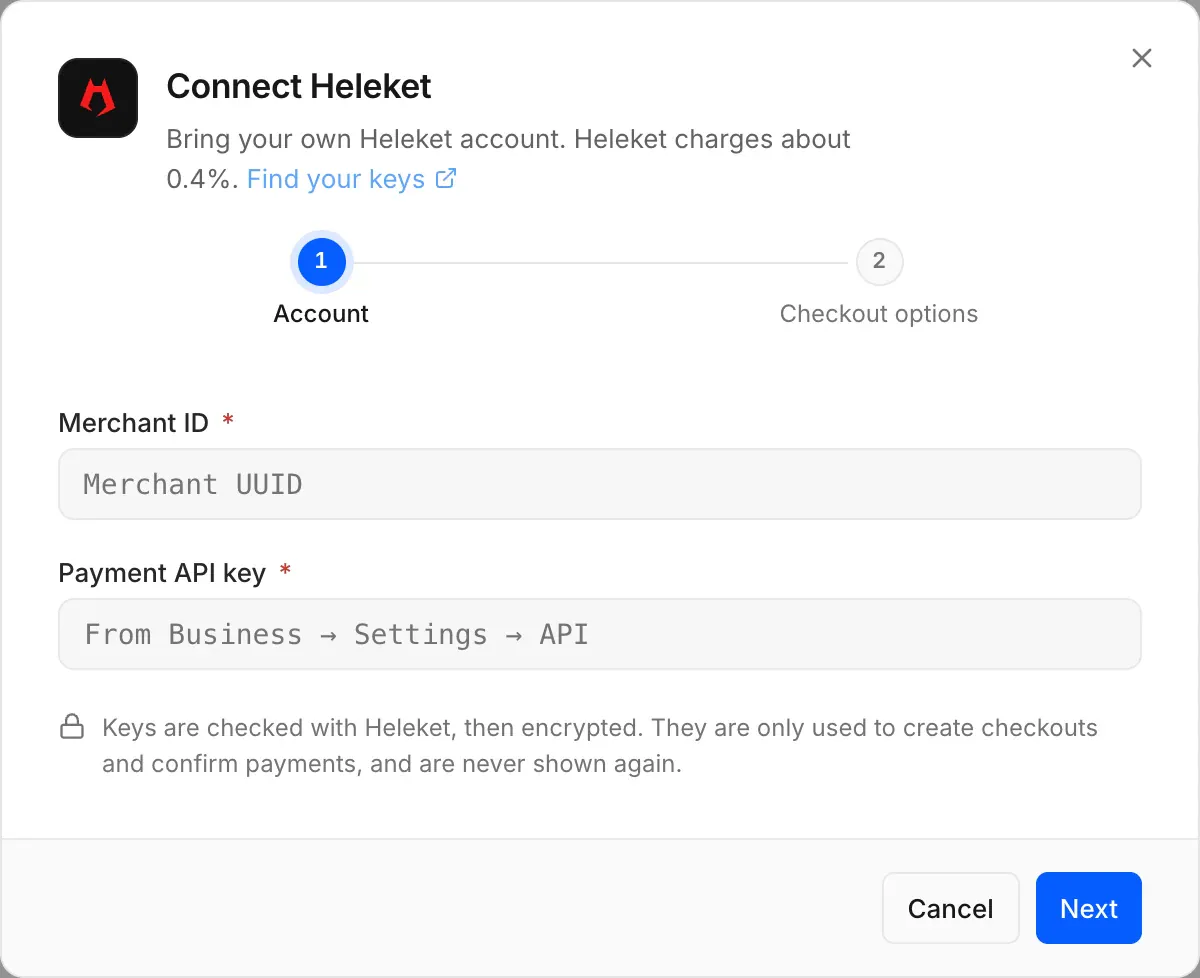 Connect Heleket
Bring your own Heleket account. Heleket charges about
0.4%. Find your keys
1
2
Account
Checkout options
Merchant ID *
Merchant UUID
Payment API key *
From Business → Settings → API
Keys are checked with Heleket, then encrypted. They are only used to create checkouts
and confirm payments, and are never shown again.
Cancel
Next